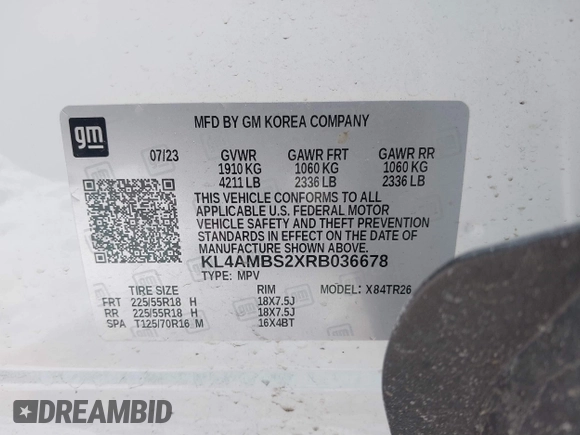 gm
MFD BY GM KOREA COMPANY
07/23 GVWR GAWR FRT GAWR RR
1910 KG 1060 KG 1060 KG
4211 LB 2336 LB 2336 LB
THIS VEHICLE CONFORMS TO ALL
APPLICABLE U.S. FEDERAL MOTOR
VEHICLE SAFETY AND THEFT PREVENTION
STANDARDS IN EFFECT ON THE DATE OF
MANUFACTURE SHOWN ABOVE.
KL4AMBS2XRB036678
TYPE: MPV
TIRE SIZE RIM MODEL: X84TR26
FRT 225/55R18 H 18X7.5J
RR 225/55R18 H 18X7.5J
SPA T125/70R16 M 16X4BT
DREAMBID